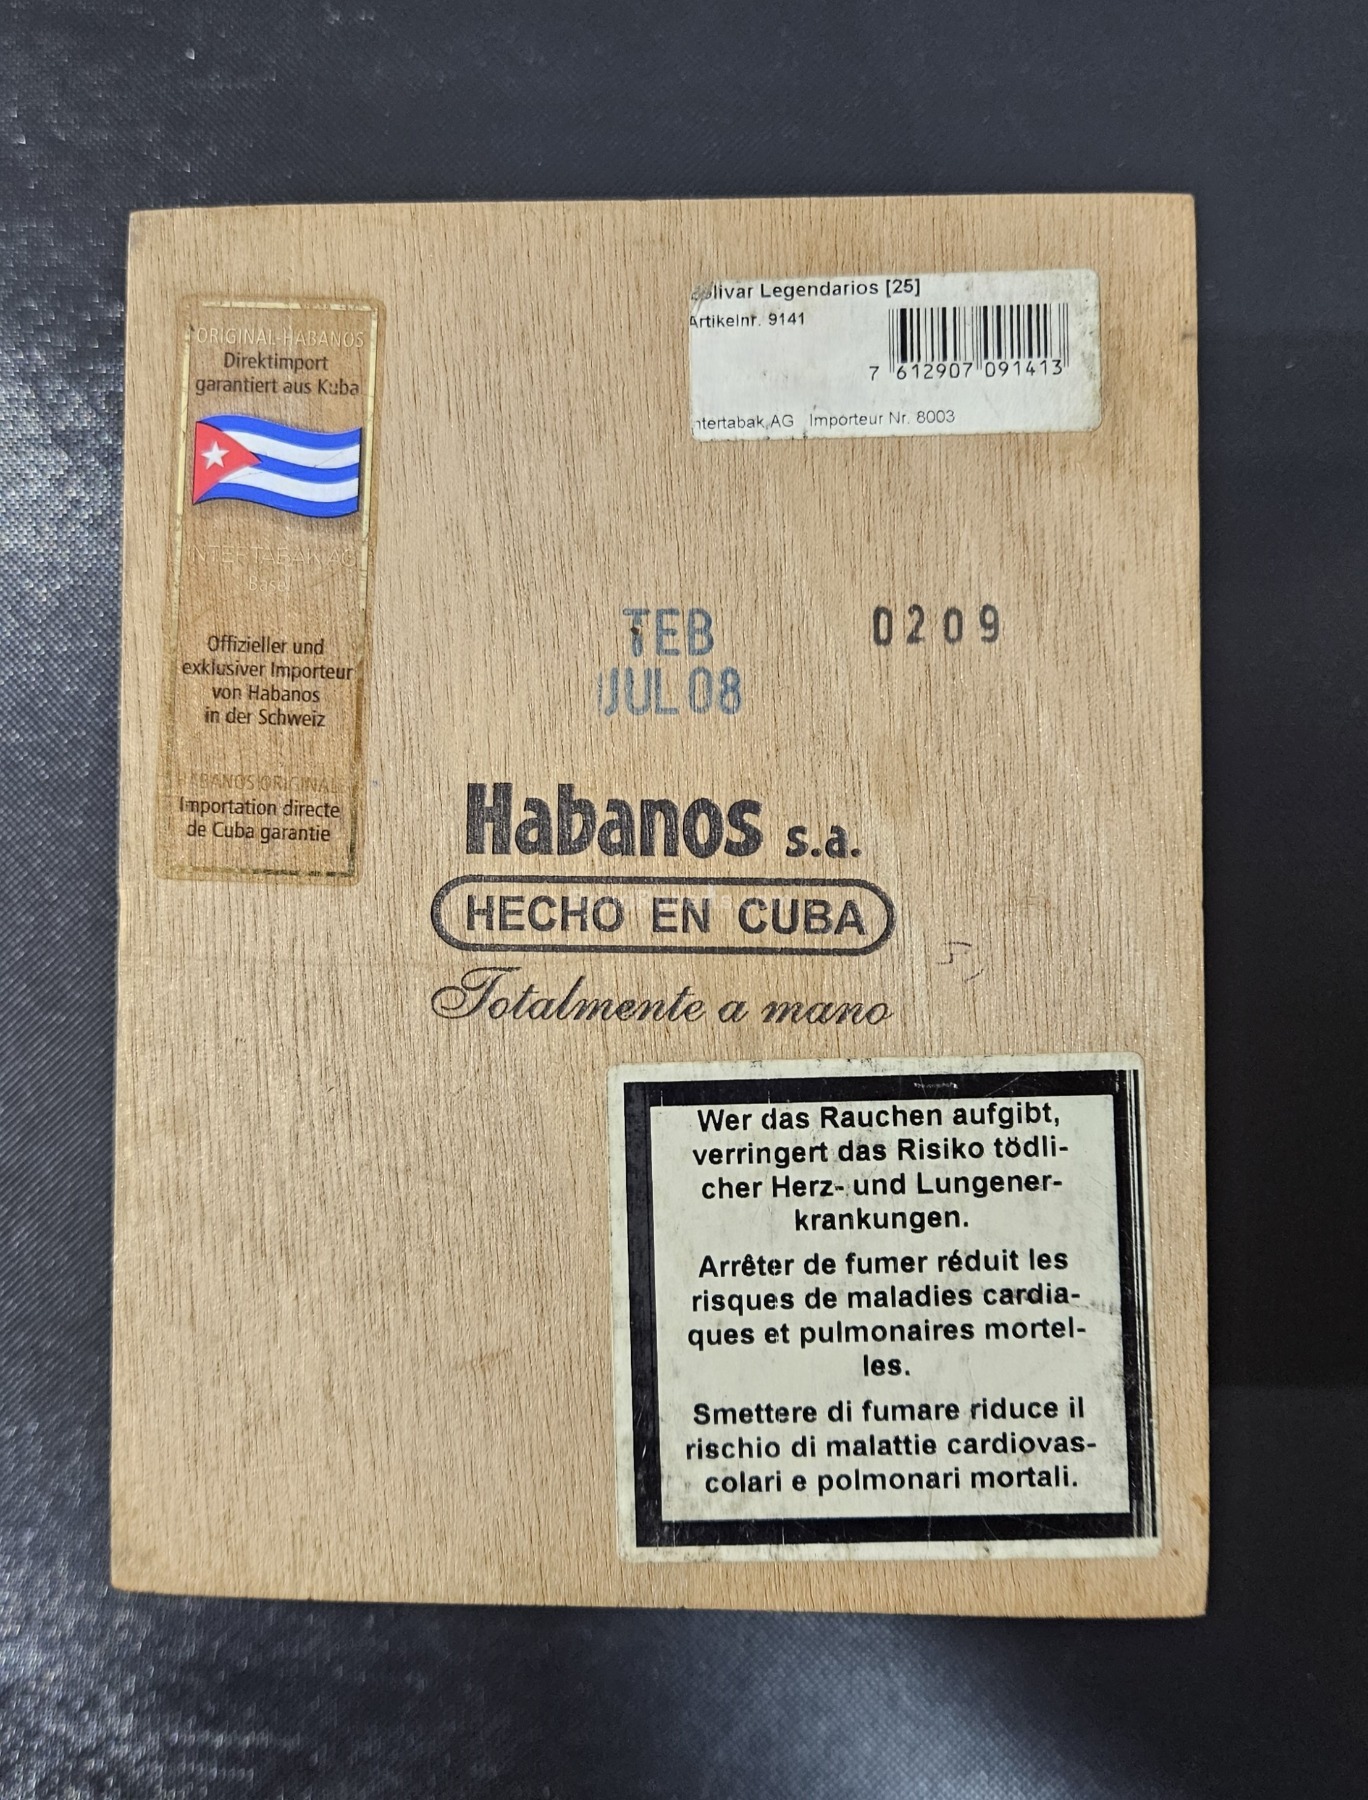 ORIGINAL-HABANOS
Direktimport
garantiert aus Kuba
INTERTABAK AG
Basel
Offizieller und
exklusiver Importeur
von Habanos
in der Schweiz
HABANOS ORIGINAL
Importation directe
de Cuba garantie
olivar Legendarios [25]
Artikelnr. 9141
7 612907 091413
ntertabak AG Importeur Nr. 8003
TEB
JUL 08
0209
Habanos s.a.
HECHO EN CUBA
Totalmente a mano
Wer das Rauchen aufgibt,
verringert das Risiko tödli-
cher Herz- und Lungener-
krankungen.
Arrêter de fumer réduit les
risques de maladies cardia-
ques et pulmonaires mortel-
les.
Smettere di fumare riduce il
rischio di malattie cardiovas-
colari e polmonari mortali.